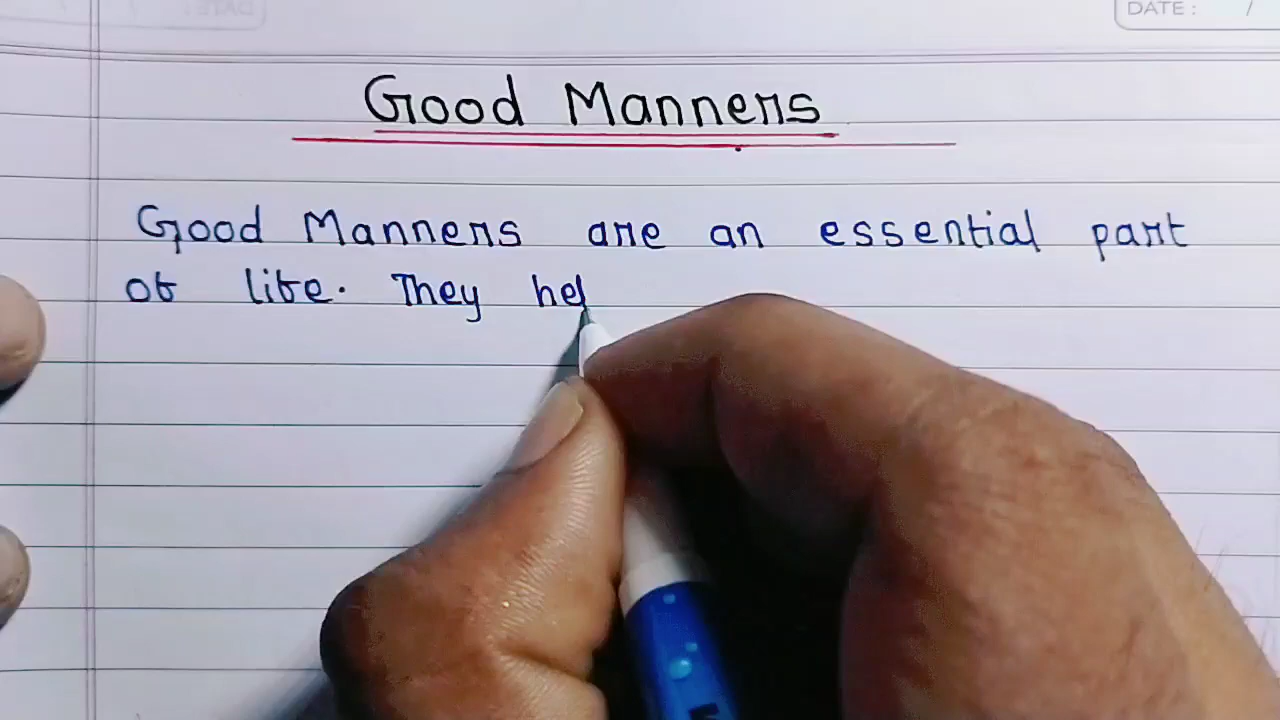 DATE: /
Good Manners
Good Manners are an essential part
of life. They hel